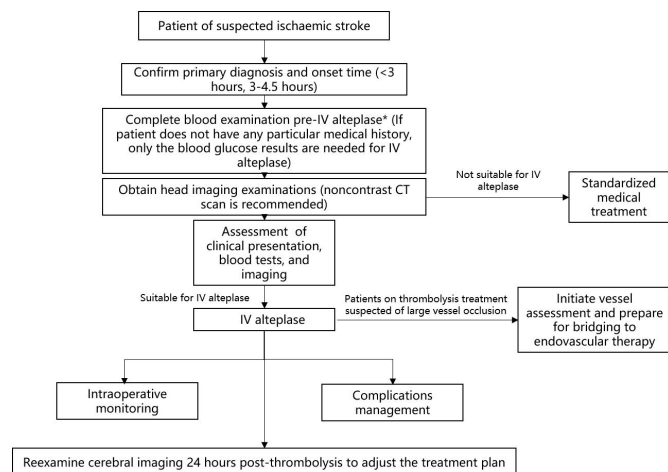 Patient of suspected ischaemic stroke
Confirm primary diagnosis and onset time (<3
hours, 3-4.5 hours)
Complete blood examination pre-IV alteplase* (If
patient does not have any particular medical history,
only the blood glucose results are needed for IV
alteplase)
Obtain head imaging examinations (noncontrast CT
scan is recommended)
Not suitable for IV
alteplase
Standardized
medical
treatment
Assessment of
clinical presentation,
blood tests, and
imaging
Suitable for IV alteplase
IV alteplase
Patients on thrombolysis treatment
suspected of large vessel occlusion
Initiate vessel
assessment and prepare
for bridging to
endovascular therapy
Intraoperative
monitoring
Complications
management
Reexamine cerebral imaging 24 hours post-thrombolysis to adjust the treatment plan